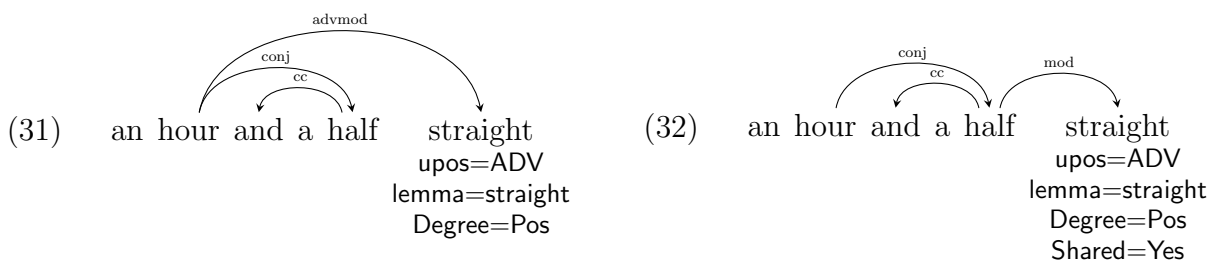 advmod
conj
cc
(31) an hour and a half straight
upos=ADV
lemma=straight
Degree=Pos
conj
cc
mod
(32) an hour and a half straight
upos=ADV
lemma=straight
Degree=Pos
Shared=Yes